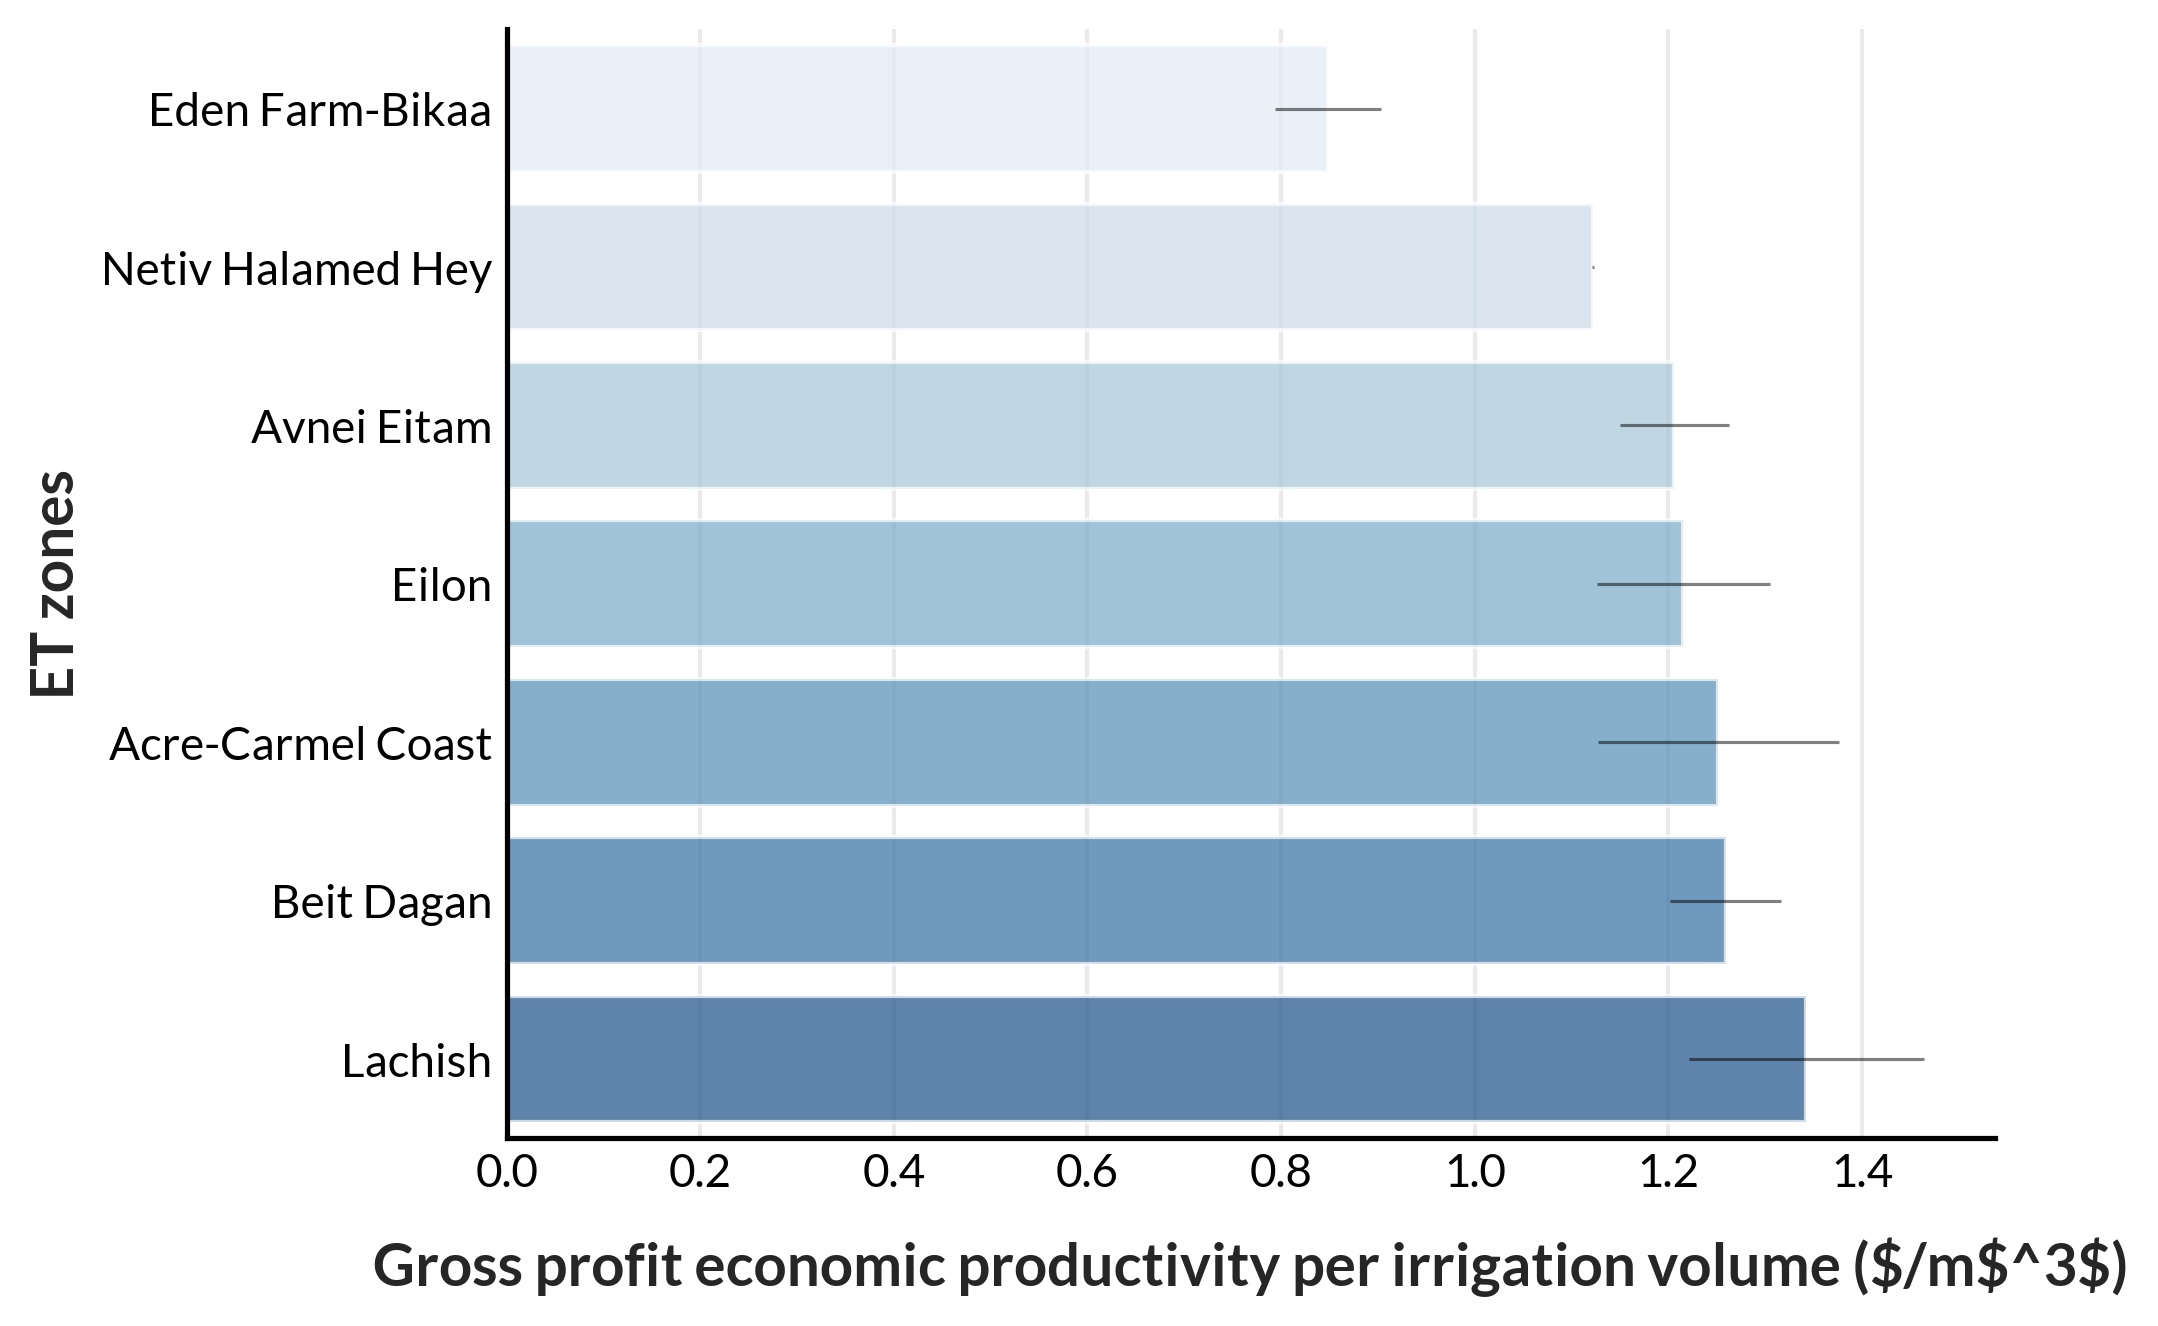 Eden Farm-Bikaa
Netiv Halamed Hey
Avnei Eitam
Eilon
Acre-Carmel Coast
Beit Dagan
Lachish
ET zones
0.0 0.2 0.4 0.6 0.8 1.0 1.2 1.4
Gross profit economic productivity per irrigation volume ($/m$^3$)